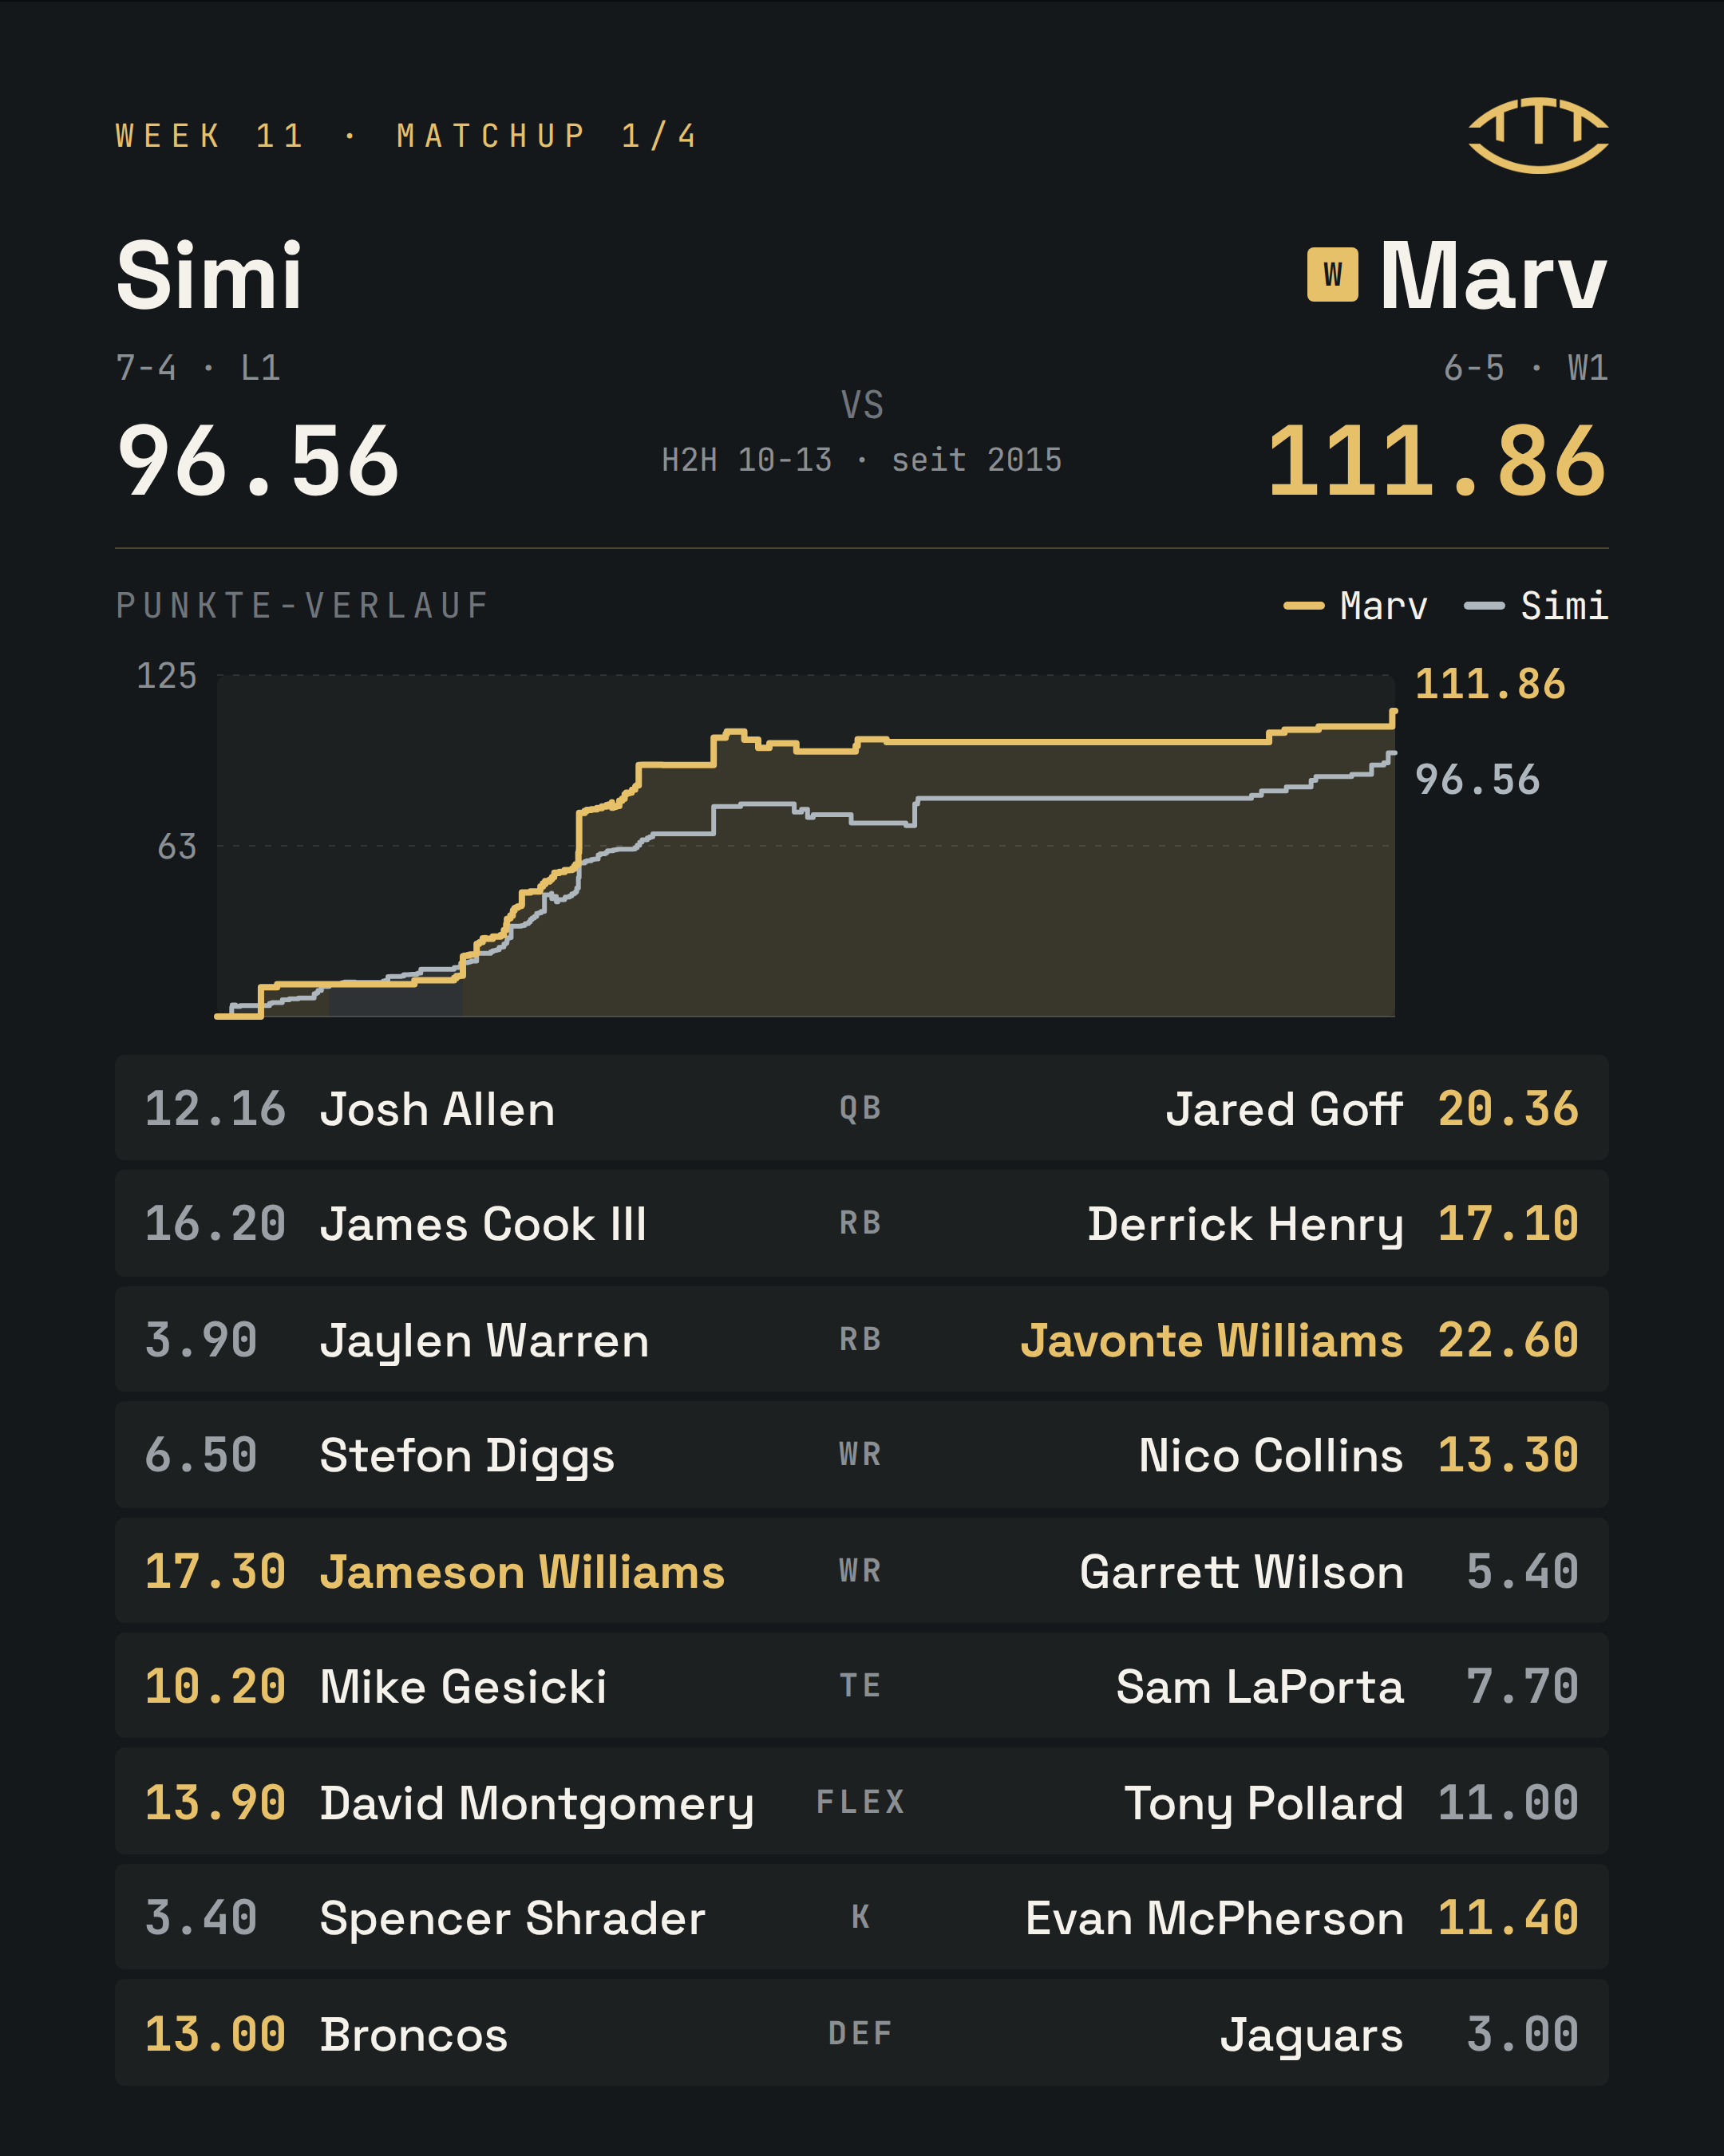 WEEK 11 · MATCHUP 1/4
Simi
W Marv
7-4 · L1
6-5 · W1
VS
96.56
H2H 10-13 · seit 2015
111.86
PUNKTE-VERLAUF
Marv Simi
125
111.86
96.56
63
12.16 Josh Allen QB Jared Goff 20.36
16.20 James Cook III RB Derrick Henry 17.10
3.90 Jaylen Warren RB Javonte Williams 22.60
6.50 Stefon Diggs WR Nico Collins 13.30
17.30 Jameson Williams WR Garrett Wilson 5.40
10.20 Mike Gesicki TE Sam LaPorta 7.70
13.90 David Montgomery FLEX Tony Pollard 11.00
3.40 Spencer Shrader K Evan McPherson 11.40
13.00 Broncos DEF Jaguars 3.00